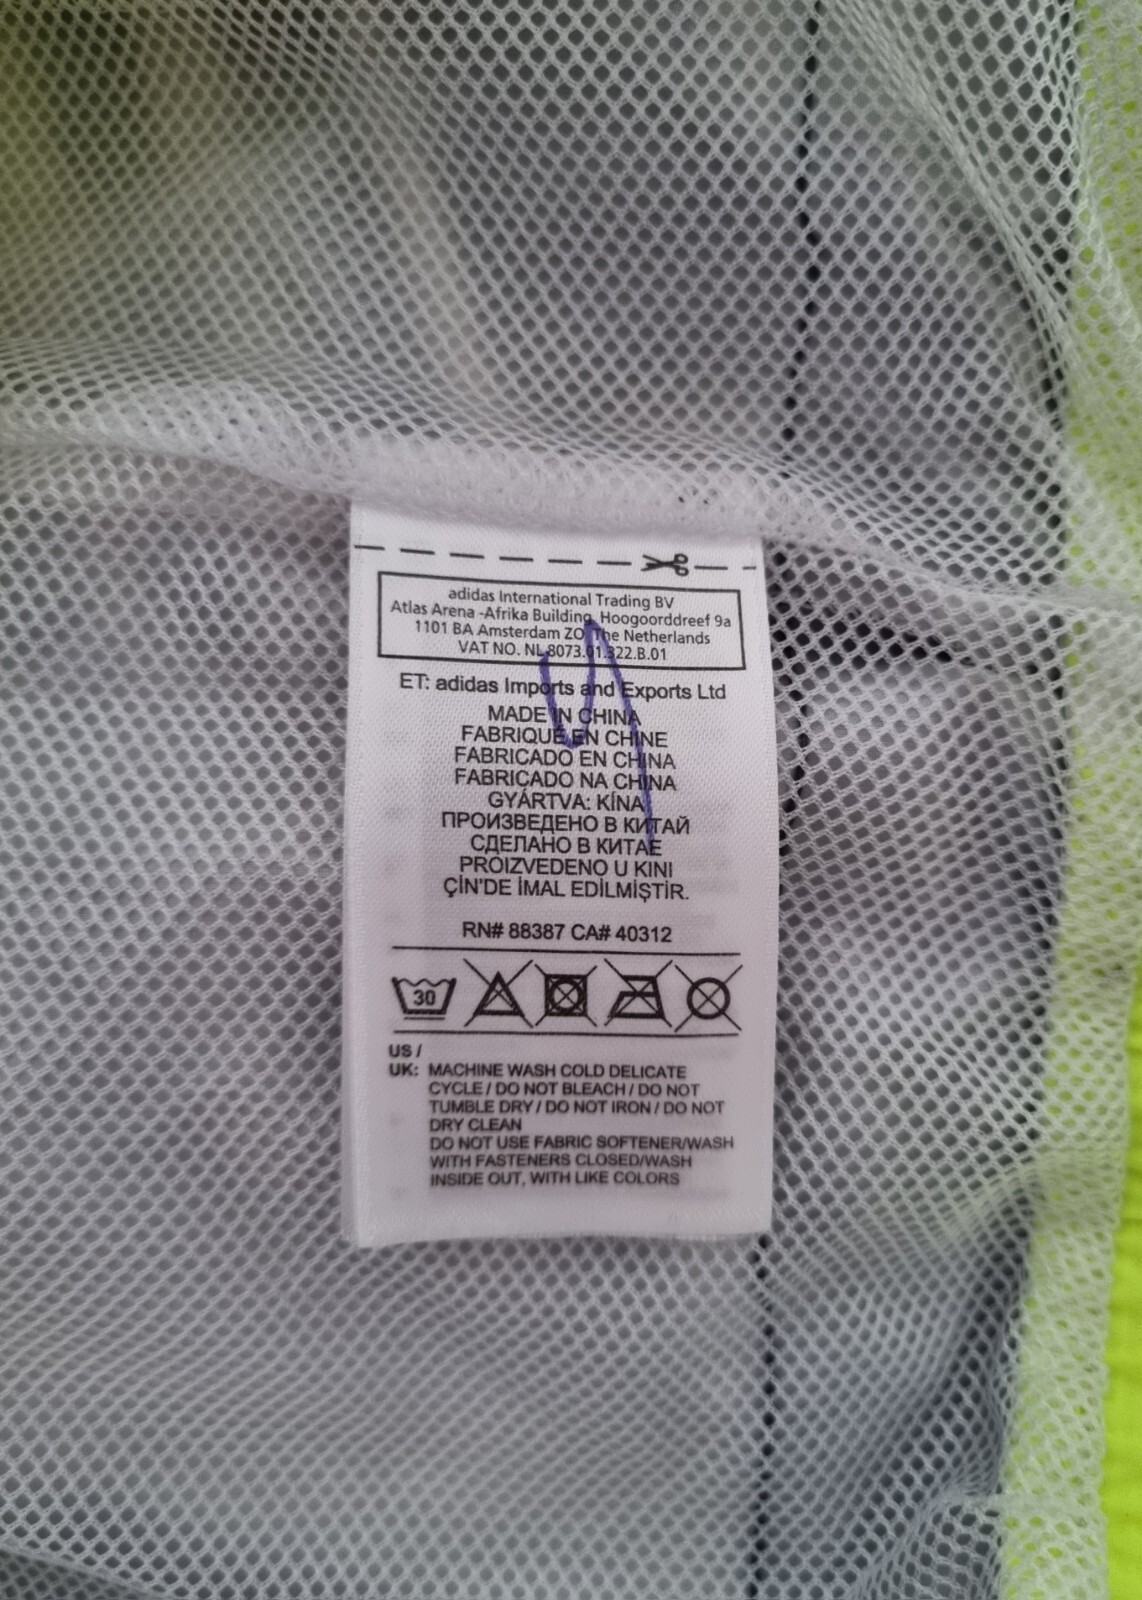 adidas International Trading BV
Atlas Arena -Afrika Building, Hoogoorddreef 9a
1101 BA Amsterdam ZO The Netherlands
VAT NO. NL 8073.01.322.B.01
ET: adidas Imports and Exports Ltd
MADE IN CHINA
FABRIQUÉ EN CHINE
FABRICADO EN CHINA
FABRICADO NA CHINA
GYÁRTVA: KÍNA
ПРОИЗВЕДЕНО В КИТАЙ
СДЕЛАНО В КИТАЕ
PROIZVEDENO U KINI
ÇİN'DE İMAL EDİLMİŞTİR.
RN# 88387 CA# 40312
30
US /
UK: MACHINE WASH COLD DELICATE
CYCLE / DO NOT BLEACH / DO NOT
TUMBLE DRY / DO NOT IRON / DO NOT
DRY CLEAN
DO NOT USE FABRIC SOFTENER/WASH
WITH FASTENERS CLOSED/WASH
INSIDE OUT, WITH LIKE COLORS